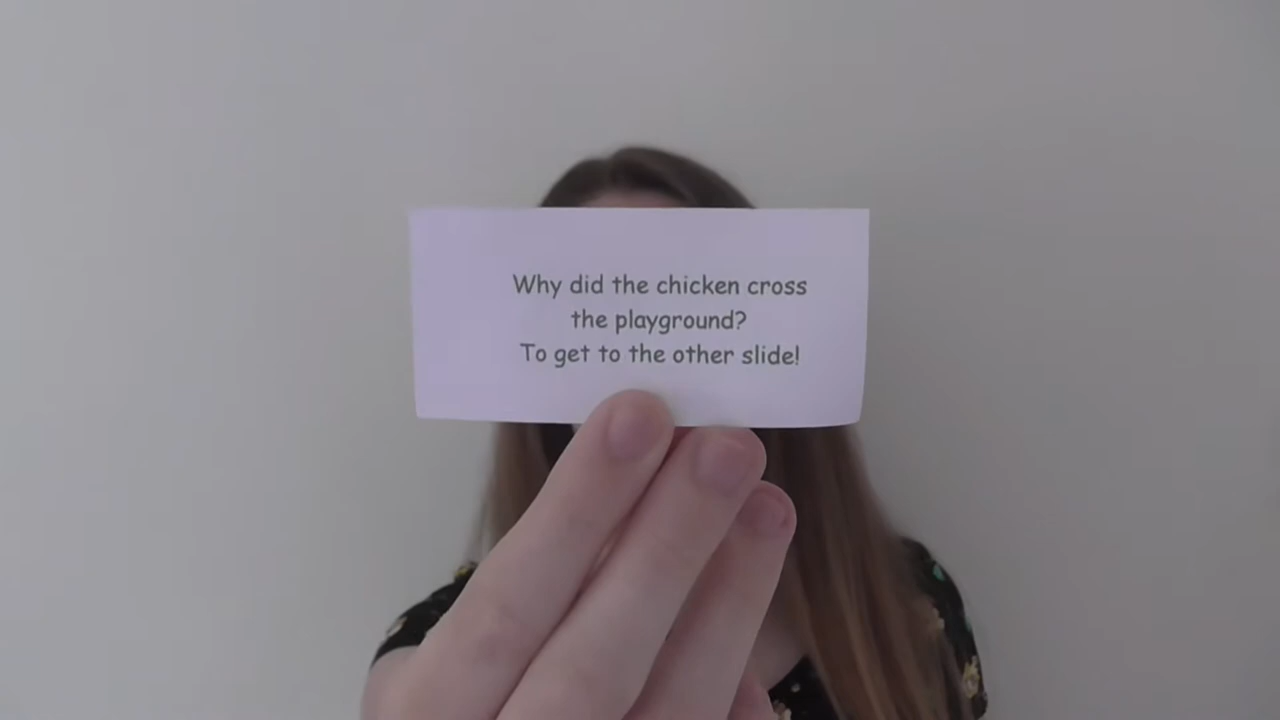 Why did the chicken cross
the playground?
To get to the other slide!